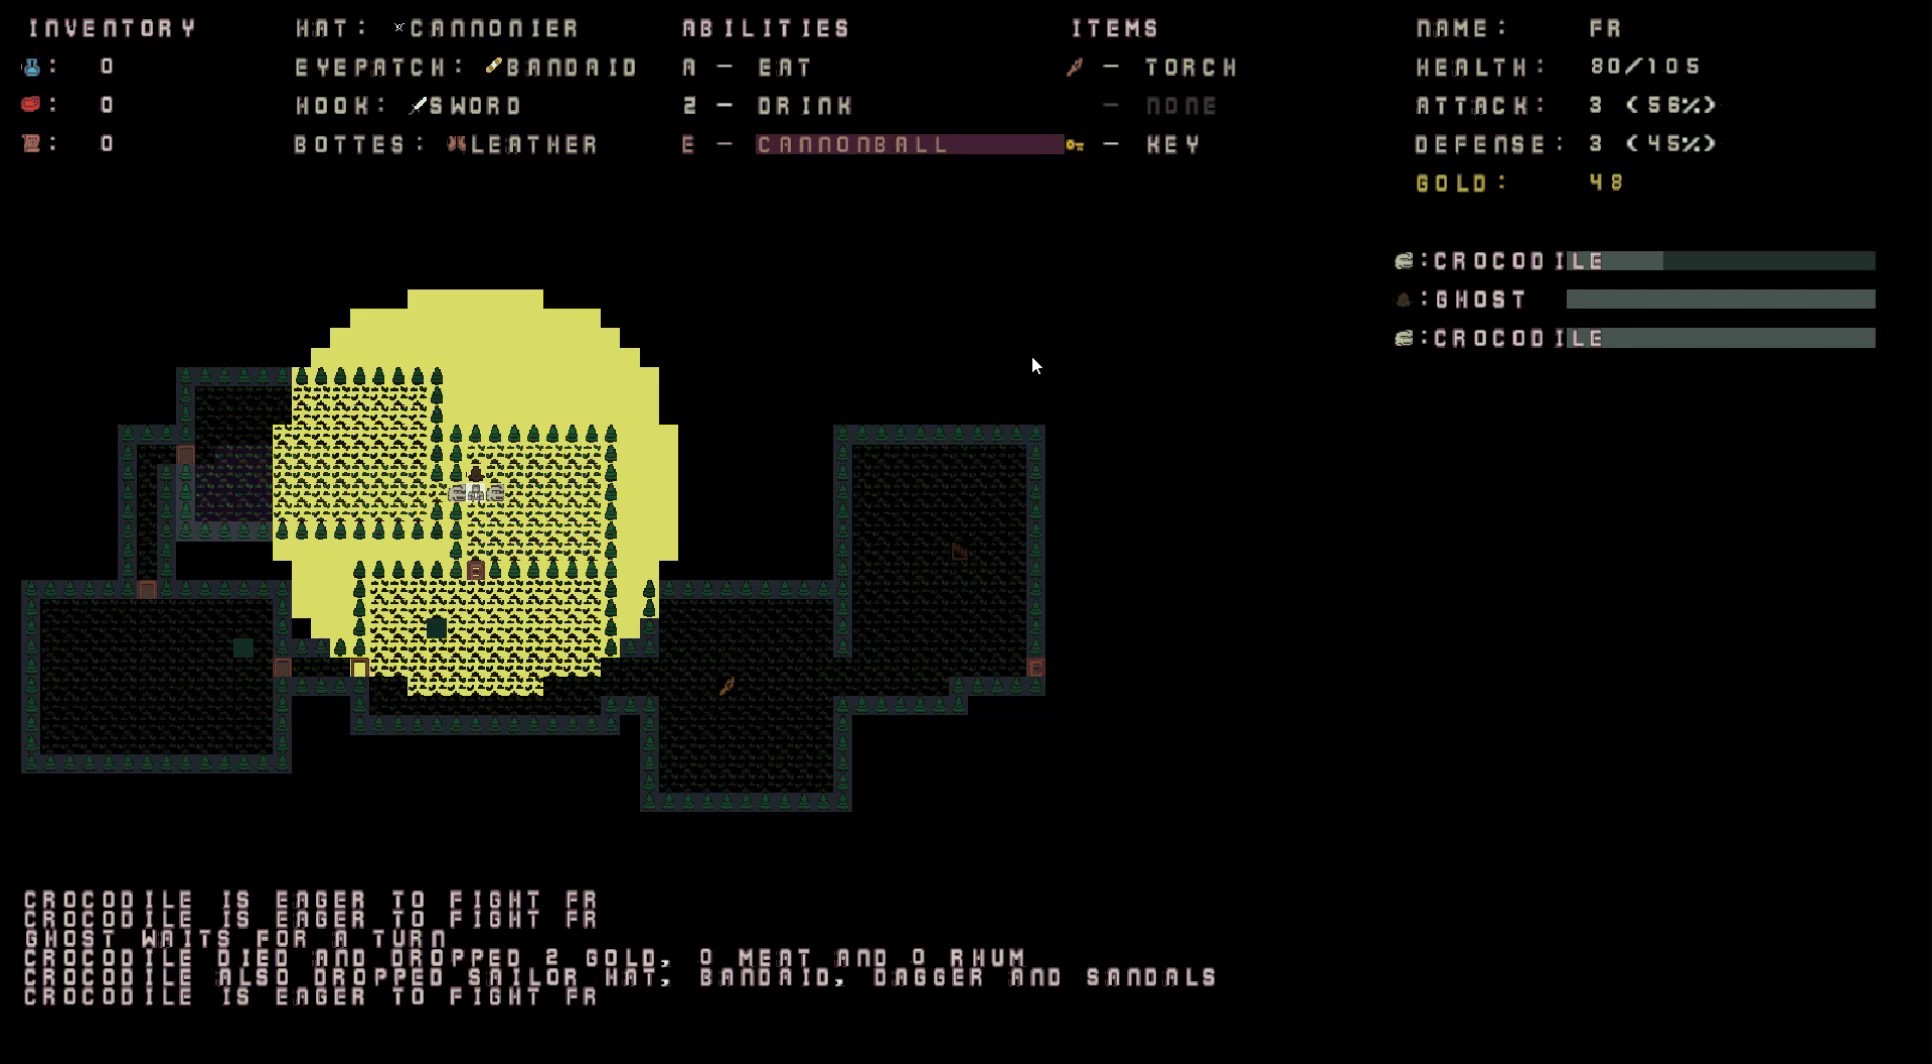 INVENTORY
: 0
: 0
: 0
HAT: CANNONIER
EYEPATCH: BANDAID
HOOK: SWORD
BOTTES: LEATHER
ABILITIES
A - EAT
2 - DRINK
E - CANNONBALL
ITEMS
- TORCH
- NONE
- KEY
NAME: FR
HEALTH: 80/105
ATTACK: 3 (56%)
DEFENSE: 3 (45%)
GOLD: 48
:CROCODILE
:GHOST
:CROCODILE
CROCODILE IS EAGER TO FIGHT FR
CROCODILE IS EAGER TO FIGHT FR
GHOST WAITS FOR A TURN
CROCODILE DIED AND DROPPED 2 GOLD, 0 MEAT AND 0 RHUM
CROCODILE ALSO DROPPED SAILOR HAT, BANDAID, DAGGER AND SANDALS
CROCODILE IS EAGER TO FIGHT FR